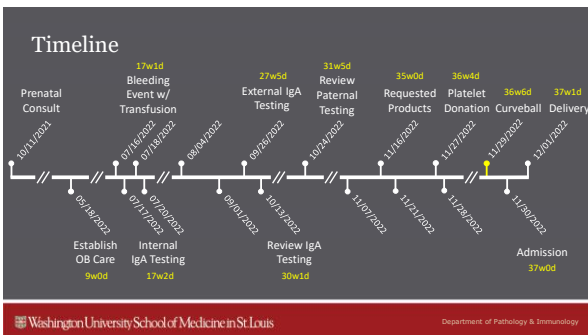 Timeline
17w1d
27w5d
31w5d
35w0d
36w4d
36w6d
37w1d
Prenatal
Consult
Bleeding
Event w/
Transfusion
External IgA
Testing
Review
Paternal
Testing
Requested
Products
Platelet
Donation
Curveball
Delivery
10/11/2021
07/16/2022
07/18/2022
08/04/2022
09/26/2022
10/24/2022
11/16/2022
11/27/2022
11/29/2022
12/01/2022
05/18/2022
07/17/2022
07/20/2022
09/01/2022
10/13/2022
11/07/2022
11/21/2022
11/28/2022
11/30/2022
Establish
OB Care
9w0d
Internal
IgA Testing
17w2d
Review IgA
Testing
30w1d
Admission
37w0d
Washington University School of Medicine in St. Louis
Department of Pathology & Immunology